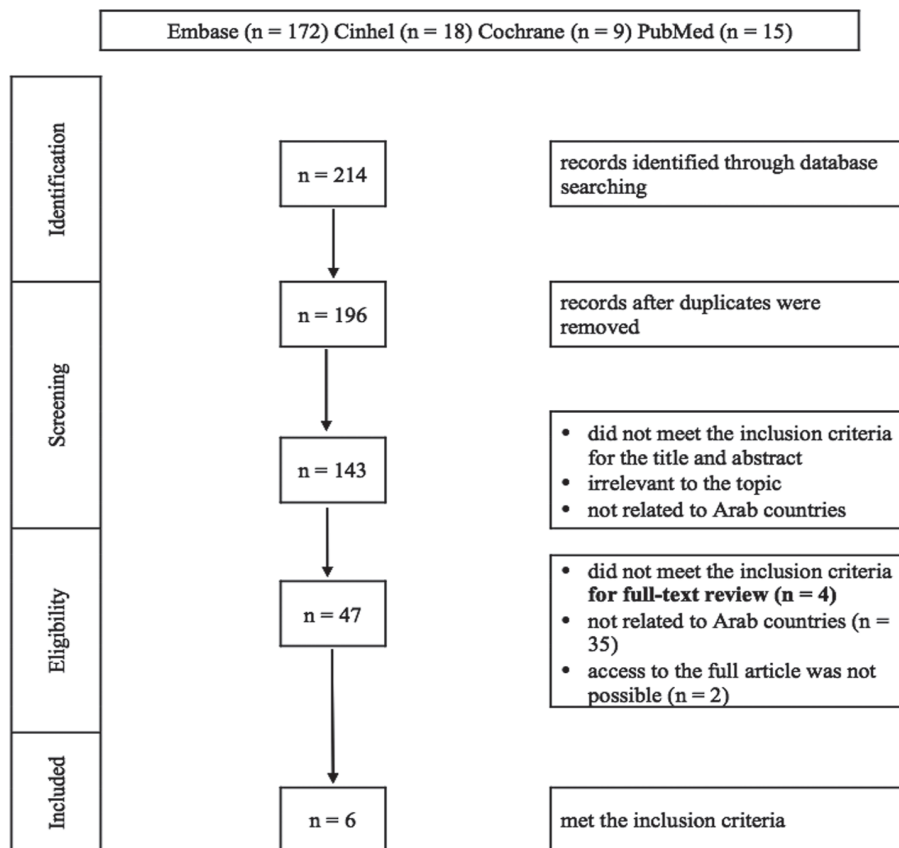 Embase (n = 172) Cinhel (n = 18) Cochrane (n = 9) PubMed (n = 15)
Identification
n = 214
records identified through database
searching
Screening
n = 196
records after duplicates were
removed
n = 143
• did not meet the inclusion criteria
for the title and abstract
• irrelevant to the topic
• not related to Arab countries
Eligibility
n = 47
• did not meet the inclusion criteria
for full-text review (n = 4)
• not related to Arab countries (n =
35)
• access to the full article was not
possible (n = 2)
Included
n = 6
met the inclusion criteria